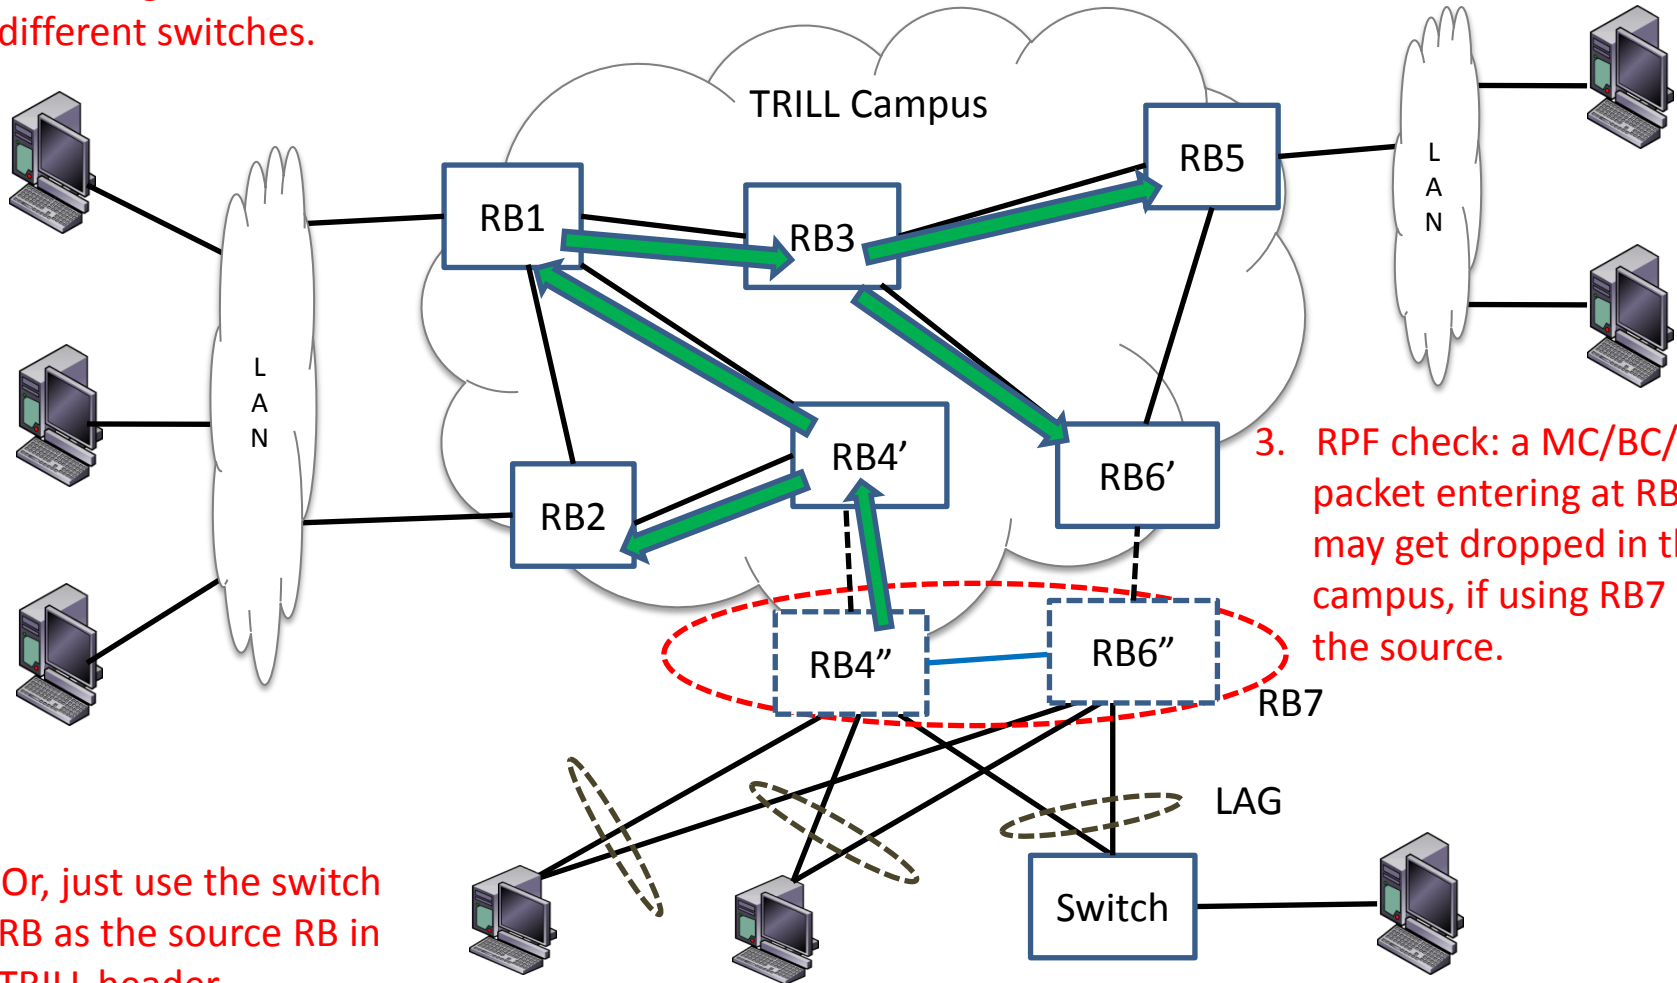 different switches.
TRILL Campus
RB5
L
A
N
RB1
RB3
L
A
N
RB4’
RB6’
RB2
3. RPF check: a MC/BC/
packet entering at RB
may get dropped in t
campus, if using RB7
the source.
RB4”
RB6”
RB7
LAG
Or, just use the switch
RB as the source RB in
TRILL header
Switch